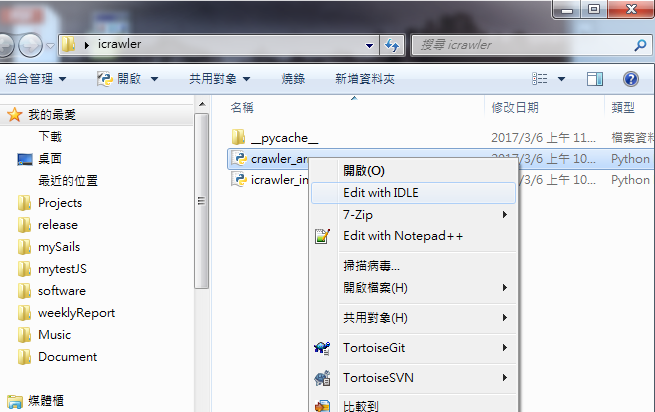 icrawler
搜尋 icrawler
組合管理 開啟 共用對象 燒錄 新增資料夾
名稱 修改日期 類型
我的最愛
下載
桌面
最近的位置
Projects
release
mySails
mytestJS
software
weeklyReport
Music
Document
媒體櫃
__pycache__ 2017/3/6 上午 11... 檔案資料
crawler_ar 2017/3/6 上午 10... Python
icrawler_in 2017/3/6 上午 10... Python
開啟(O)
Edit with IDLE
7-Zip
Edit with Notepad++
掃描病毒...
開啟檔案(H)
共用對象(H)
TortoiseGit
TortoiseSVN
比較到